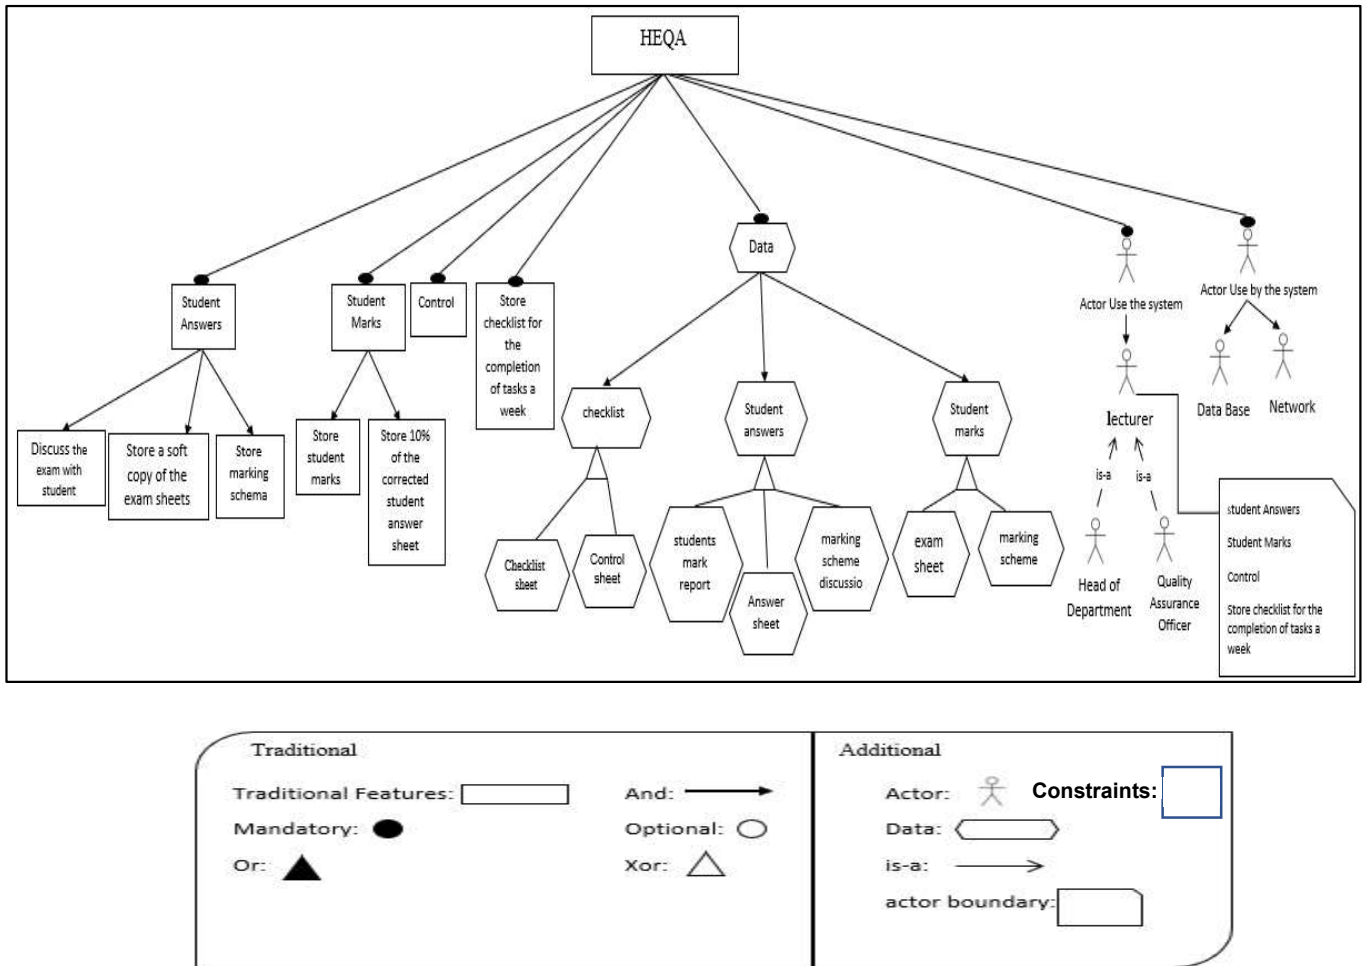 HEQA
Data
Actor Use the system
Actor Use by the system
Student
Answers
Student
Marks
Control
Store
checklist for
the
completion
of tasks a
week
checklist
Student
answers
Student
marks
lecturer
Data Base
Network
Discuss the
exam with
student
Store a soft
copy of the
exam sheets
Store
marking
schema
Store
student
marks
Store 10%
of the
corrected
student
answer
sheet
is-a
is-a
Checklist
sheet
Control
sheet
students
mark
report
Answer
sheet
marking
scheme
discussio
exam
sheet
marking
scheme
Head of
Department
Quality
Assurance
Officer
student Answers
Student Marks
Control
Store checklist for the
completion of tasks a
week
Traditional
Traditional Features:
And:
Mandatory:
Optional:
Or:
Xor:
Additional
Actor:
Constraints:
Data:
is-a:
actor boundary: